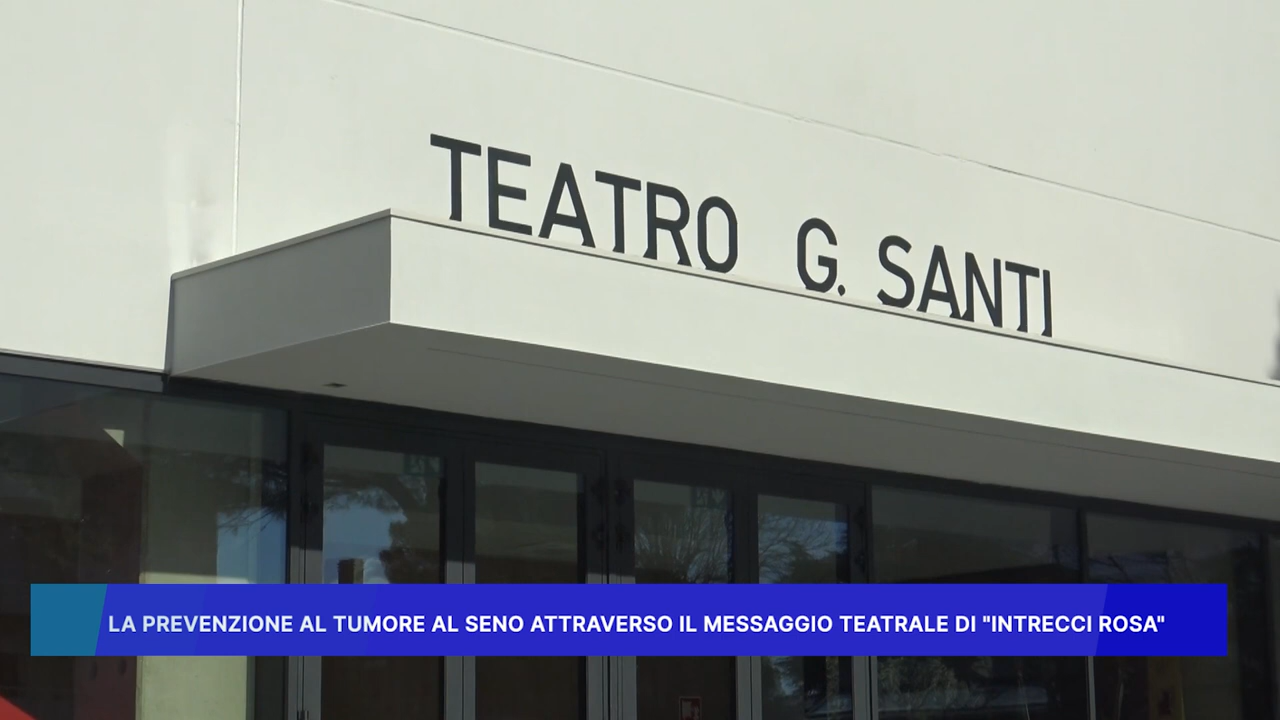 TEATRO G. SANTI
LA PREVENZIONE AL TUMORE AL SENO ATTRAVERSO IL MESSAGGIO TEATRALE DI "INTRECCI ROSA"